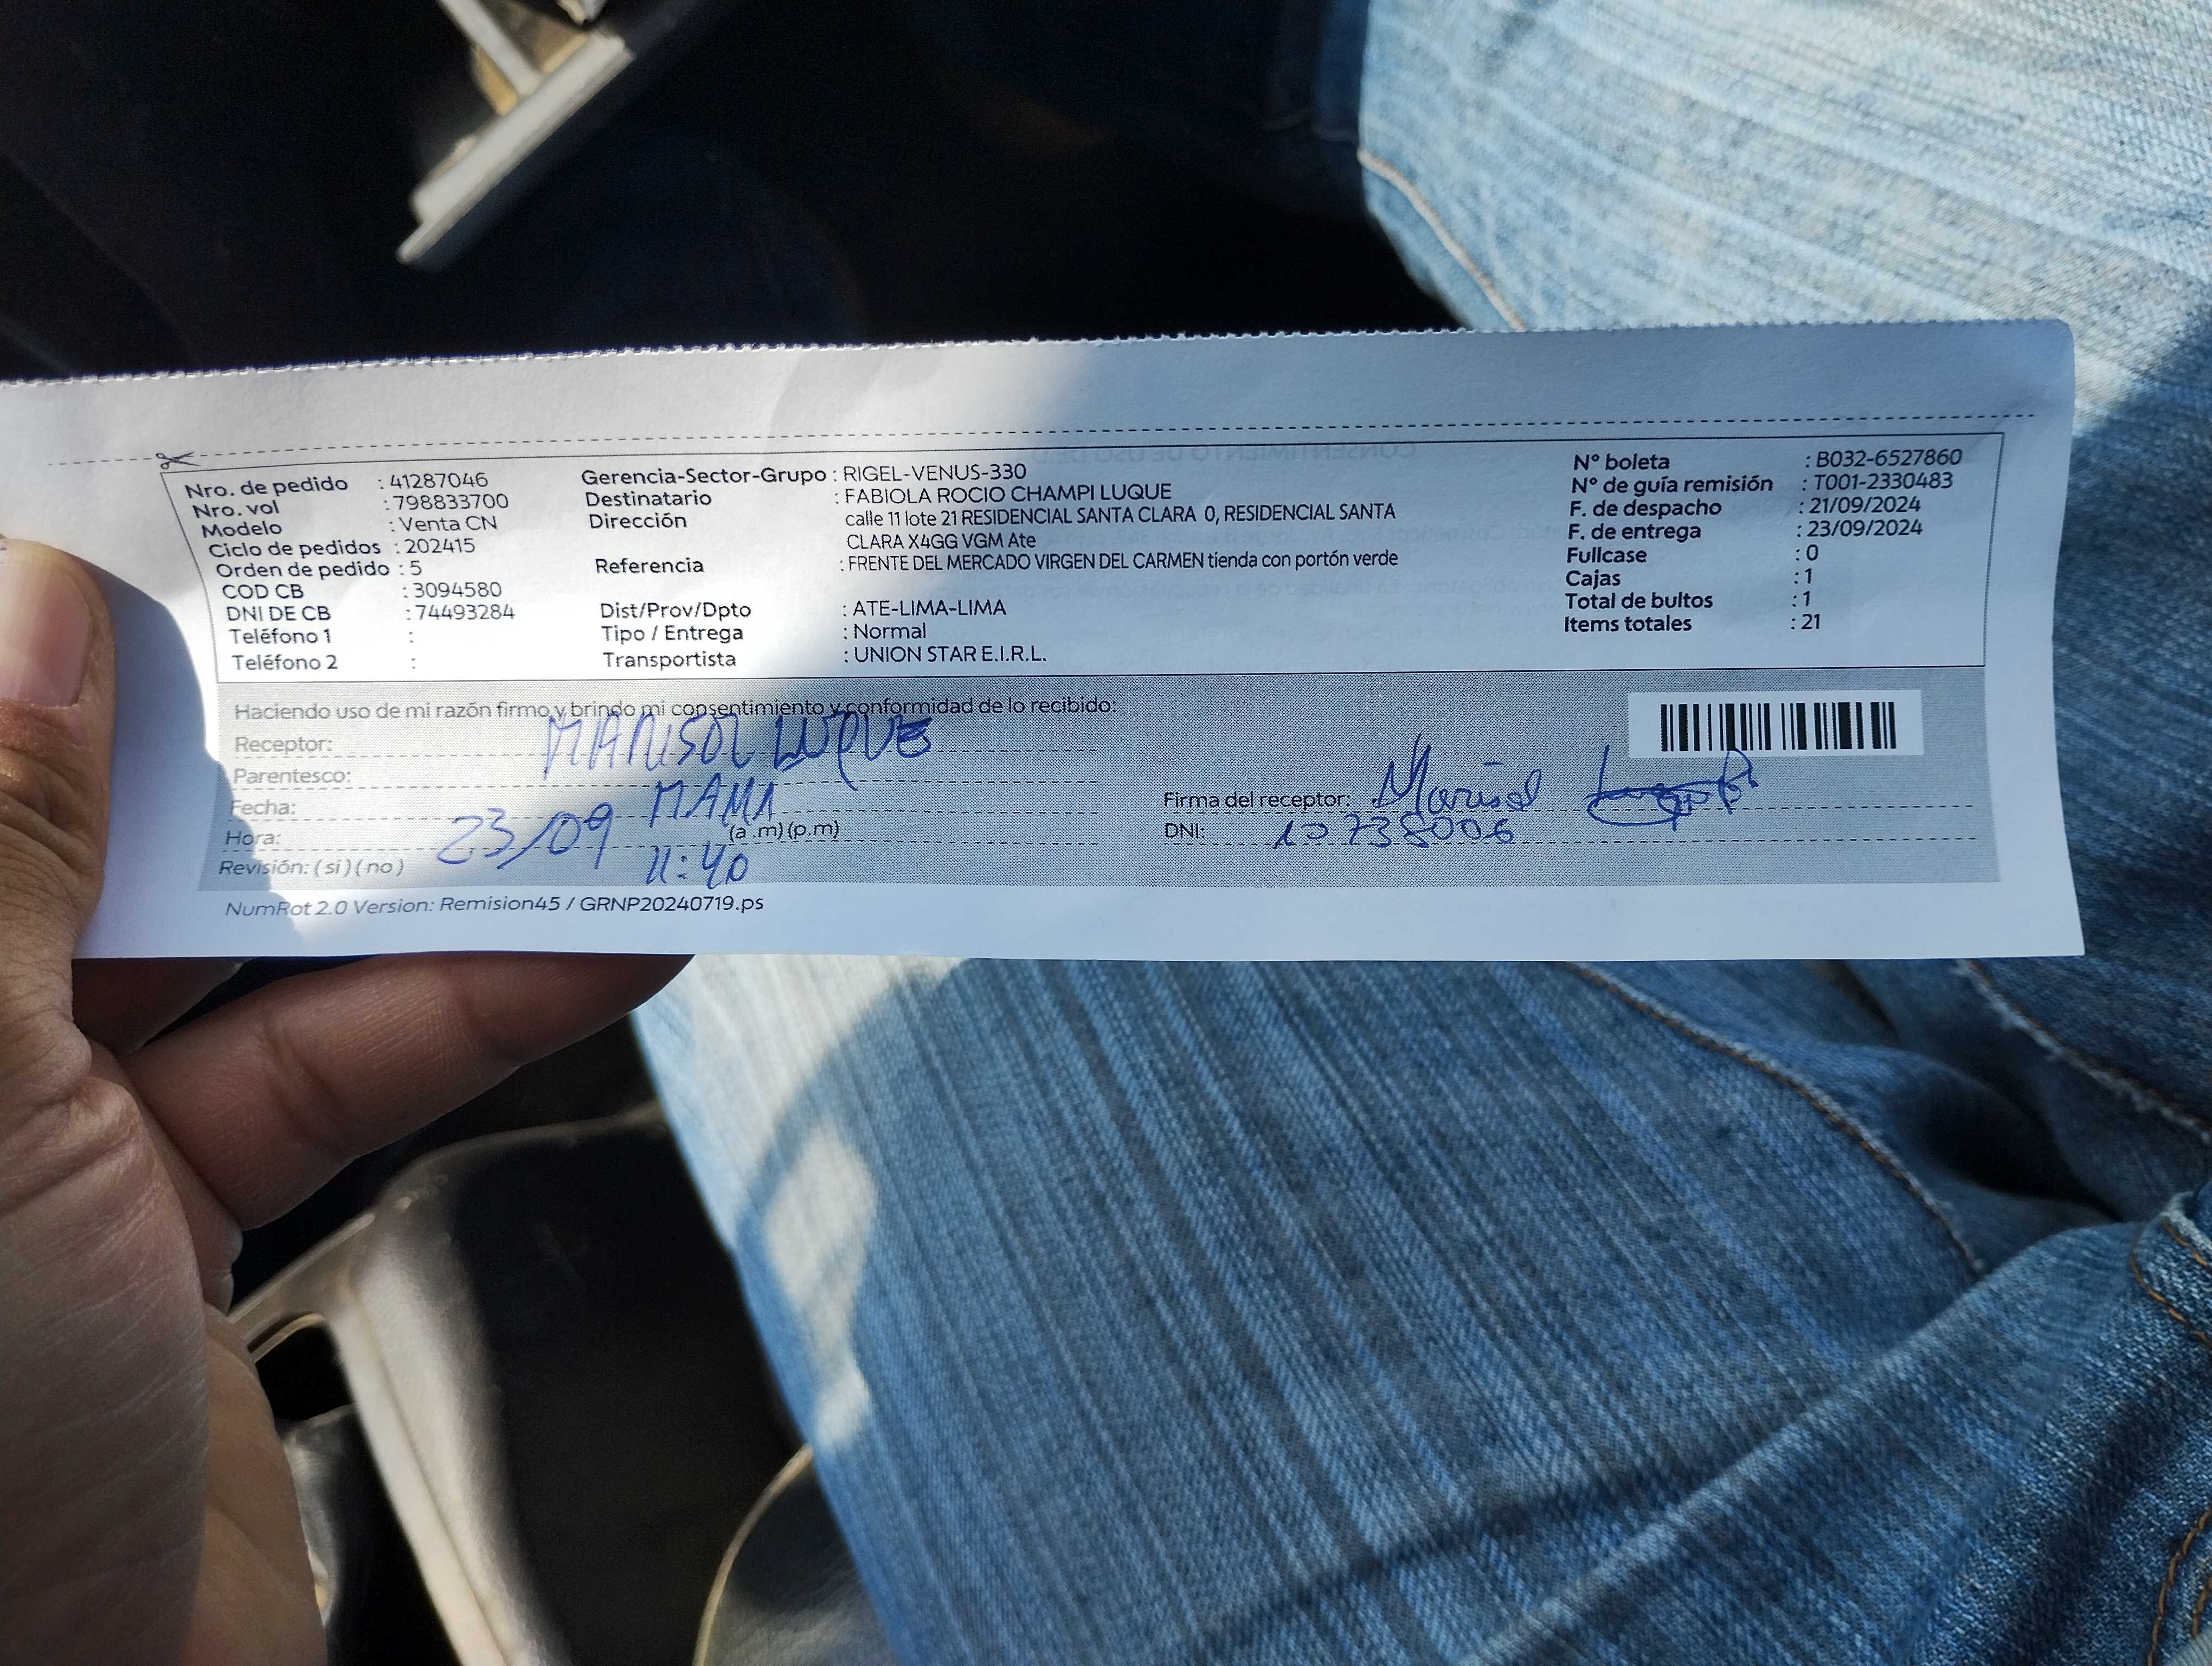 Nro. de pedido : 41287046
Nro. vol : 798833700
Modelo : Venta CN
Ciclo de pedidos : 202415
Orden de pedido : 5
COD CB : 3094580
DNI DE CB : 74493284
Teléfono 1 :
Teléfono 2 :
Gerencia-Sector-Grupo : RIGEL-VENUS-330
Destinatario : FABIOLA ROCIO CHAMPI LUQUE
Dirección calle 11 lote 21 RESIDENCIAL SANTA CLARA 0, RESIDENCIAL SANTA
CLARA X4GG VGM Ate
Referencia : FRENTE DEL MERCADO VIRGEN DEL CARMEN tienda con portón verde
Dist/Prov/Dpto : ATE-LIMA-LIMA
Tipo / Entrega : Normal
Transportista : UNION STAR E.I.R.L.
N° boleta : B032-6527860
N° de guía remisión : T001-2330483
F. de despacho : 21/09/2024
F. de entrega : 23/09/2024
Fullcase : 0
Cajas : 1
Total de bultos : 1
Items totales : 21
Haciendo uso de mi razón firmo y brindo mi consentimiento y conformidad de lo recibido:
Receptor: MARISOL LUQUE
Parentesco: MAMA
Fecha: 23/09
Hora: 11:40 (a .m) (p.m)
Revisión: ( si ) ( no )
Firma del receptor: Marisol
DNI: 10738006
NumRot 2.0 Version: Remision45 / GRNP20240719.ps